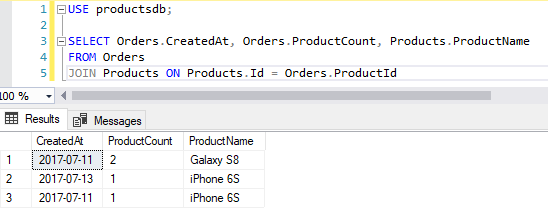 1 USE productsdb;
2
3 SELECT Orders.CreatedAt, Orders.ProductCount, Products.ProductName
4 FROM Orders
5 JOIN Products ON Products.Id = Orders.ProductId
100 %
Results Messages
CreatedAt ProductCount ProductName
1 2017-07-11 2 Galaxy S8
2 2017-07-13 1 iPhone 6S
3 2017-07-11 1 iPhone 6S